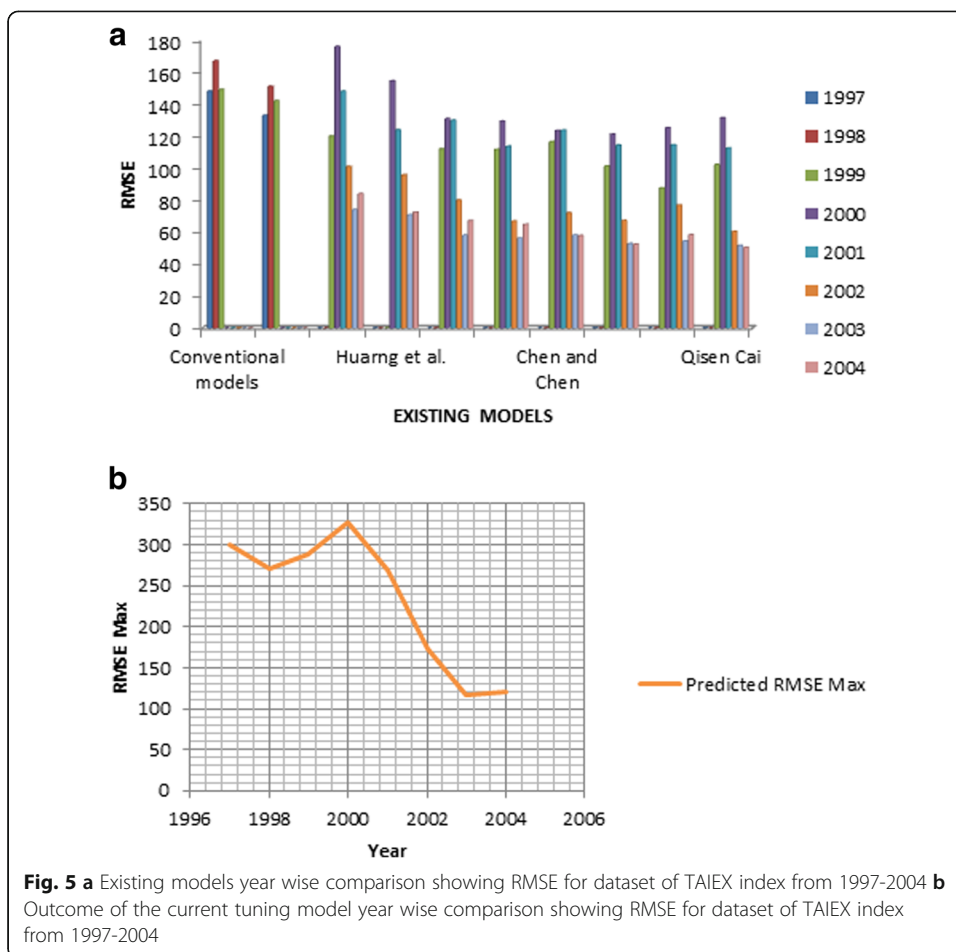 a
180
160
140
120
100
80
60
40
20
0
RMSE
Conventional models
Huarng et al.
Chen and Chen
Qisen Cai
EXISTING MODELS
1997
1998
1999
2000
2001
2002
2003
2004
b
350
300
250
200
150
100
50
0
RMSE Max
1996
1998
2000
2002
2004
2006
Year
Predicted RMSE Max
Fig. 5 a Existing models year wise comparison showing RMSE for dataset of TAIEX index from 1997-2004 b
Outcome of the current tuning model year wise comparison showing RMSE for dataset of TAIEX index
from 1997-2004